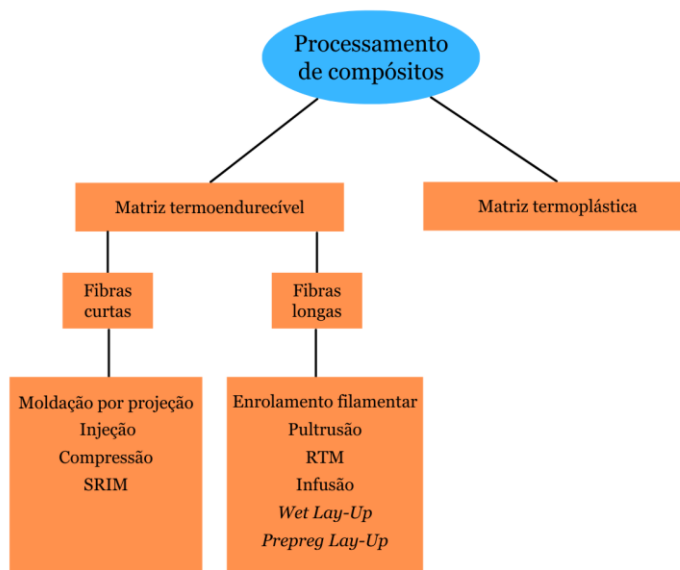 Processamento
de compósitos
Matriz termoendurecível
Matriz termoplástica
Fibras
curtas
Fibras
longas
Moldação por projeção
Injeção
Compressão
SRIM
Enrolamento filamentar
Pultrusão
RTM
Infusão
Wet Lay-Up
Prepreg Lay-Up